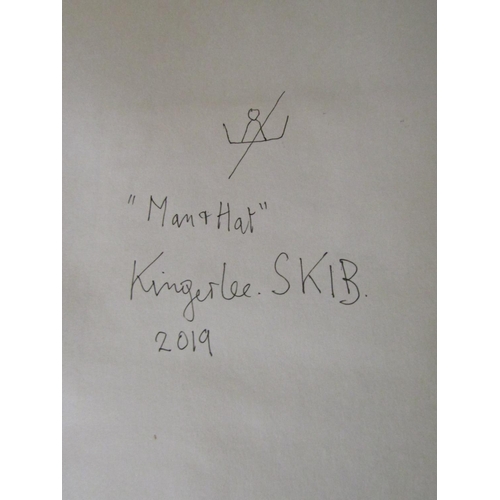 "Man + Hat"
Kingerlee. SKIB.
2019